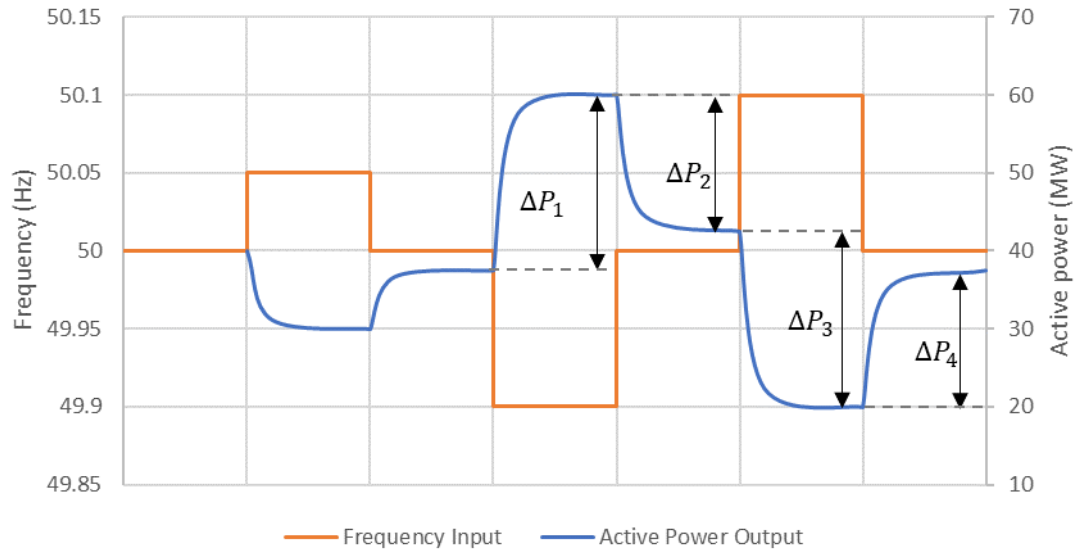 50.15
50.1
50.05
50
49.95
49.9
49.85
Frequency (Hz)
ΔP1
ΔP2
ΔP3
ΔP4
70
60
50
40
30
20
10
Active power (MW)
Frequency Input
Active Power Output